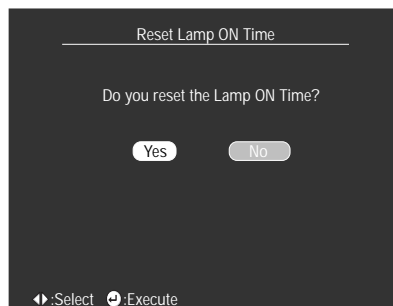 Reset Lamp ON Time
Do you reset the Lamp ON Time?
Yes No
:Select :Execute